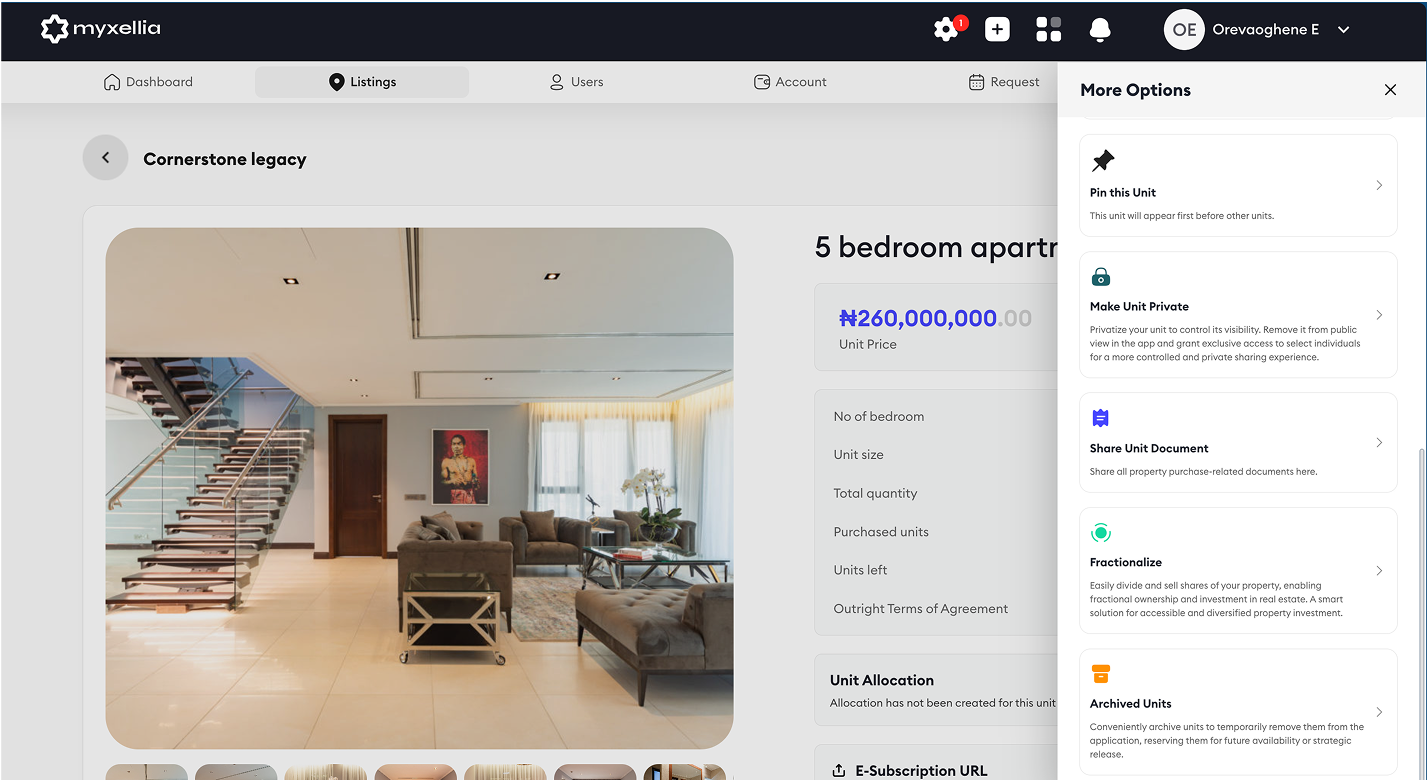 myxellia
1
OE
Orevaoghene E
Dashboard
Listings
Users
Account
Request
Cornerstone legacy
5 bedroom apartm
₦260,000,000.00
Unit Price
No of bedroom
Unit size
Total quantity
Purchased units
Units left
Outright Terms of Agreement
Unit Allocation
Allocation has not been created for this unit
E-Subscription URL
More Options
Pin this Unit
This unit will appear first before other units.
Make Unit Private
Privatize your unit to control its visibility. Remove it from public
view in the app and grant exclusive access to select individuals
for a more controlled and private sharing experience.
Share Unit Document
Share all property purchase-related documents here.
Fractionalize
Easily divide and sell shares of your property, enabling
fractional ownership and investment in real estate. A smart
solution for accessible and diversified property investment.
Archived Units
Conveniently archive units to temporarily remove them from the
application, reserving them for future availability or strategic
release.